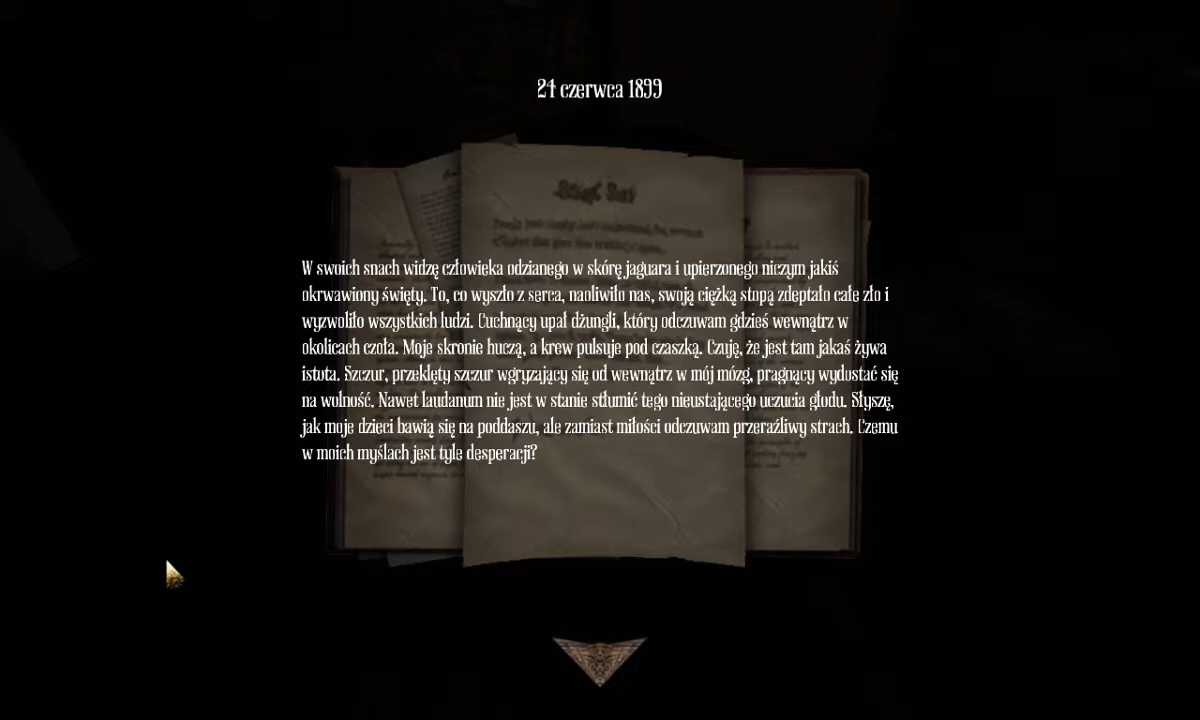 24 czerwca 1899
W swoich snach widzę człowieka odzianego w skórę jaguara i upierzonego niczym jakiś
okrwawiony święty. To, co wyszło z serca, naoliwiło nas, swoją ciężką stopą zdeptało całe zło i
wyzwoliło wszystkich ludzi. Cuchnący upał dżungli, który odczuwam gdzieś wewnątrz w
okolicach czoła. Moje skronie huczą, a krew pulsuje pod czaszką. Czuję, że jest tam jakaś żywa
istota. Szczur, przeklęty szczur wgryzający się od wewnątrz w mój mózg, pragnący wydostać się
na wolność. Nawet laudanum nie jest w stanie stłumić tego nieustającego uczucia głodu. Słyszę,
jak moje dzieci bawią się na poddaszu, ale zamiast miłości odczuwam przeraźliwy strach. Czemu
w moich myślach jest tyle desperacji?